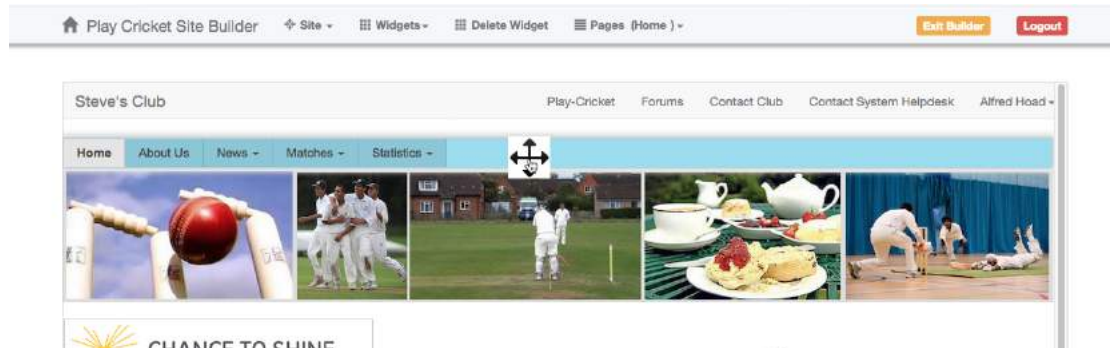 Play Cricket Site Builder Site Widgets Delete Widget Pages (Home ) Exit Builder Logout
Steve's Club Play-Cricket Forums Contact Club Contact System Helpdesk Alfred Hoad
Home About Us News Matches Statistics
CHANCE TO SHINE